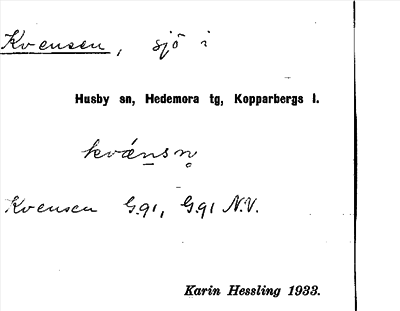 Kvensen, sjö i
Husby sn, Hedemora tg, Kopparbergs l.
kvánsn̥
Kvensen G.91, G.91 N.V.
Karin Hessling 1933.